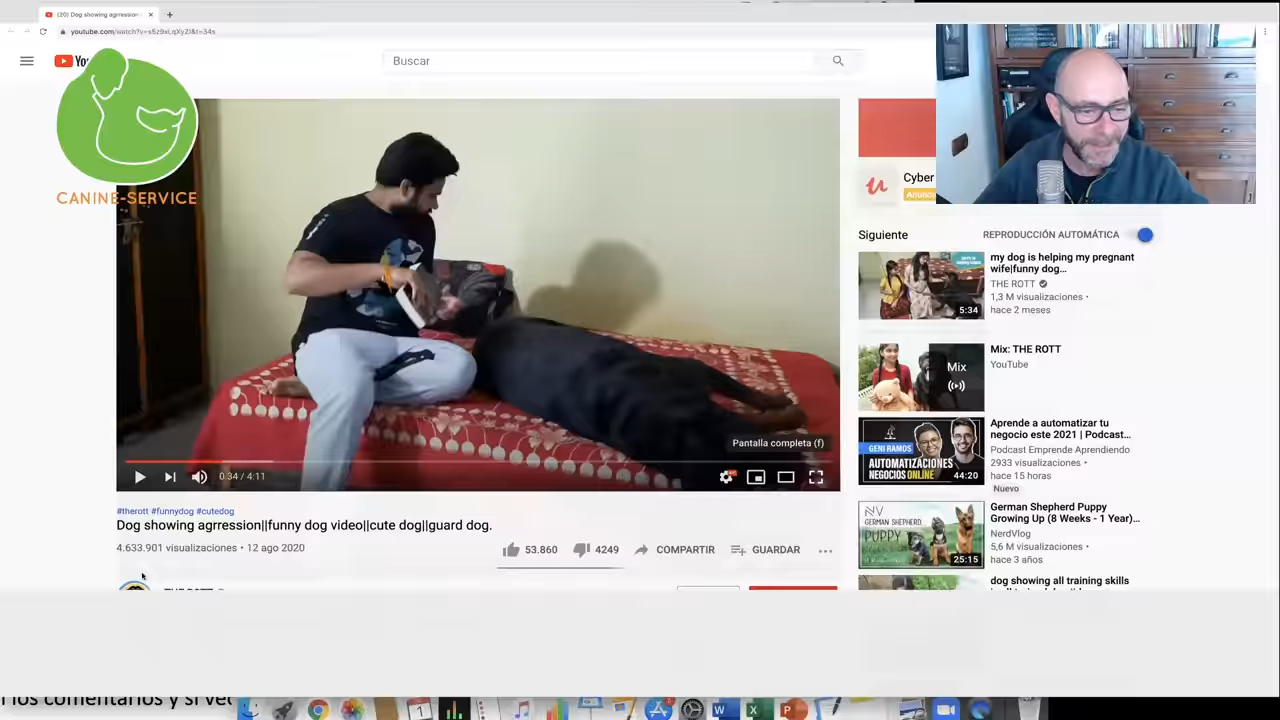 (20) Dog showing agrression
youtube.com/watch?v=s5z9xLqXyZI&t=34s
Buscar
CANINE-SERVICE
Cyber
Anunc
Siguiente
REPRODUCCIÓN AUTOMÁTICA
my dog is helping my pregnant
wife|funny dog...
THE ROTT
1,3 M visualizaciones •
hace 2 meses
5:34
Mix
Mix: THE ROTT
YouTube
GENI RAMOS
AUTOMATIZACIONES
NEGOCIOS ONLINE
44:20
Aprende a automatizar tu
negocio este 2021 | Podcast...
Podcast Emprende Aprendiendo
2933 visualizaciones •
hace 15 horas
Nuevo
NV
GERMAN SHEPHERD
PUPPY
25:15
German Shepherd Puppy
Growing Up (8 Weeks - 1 Year)...
NerdVlog
5,6 M visualizaciones •
hace 3 años
dog showing all training skills
Pantalla completa (f)
0:34 / 4:11
#therott #funnydog #cutedog
Dog showing agrression||funny dog video||cute dog||guard dog.
4.633.901 visualizaciones • 12 ago 2020
53.860
4249
COMPARTIR
GUARDAR
THE ROTT
los comentarios y si vec
1
W
X
P